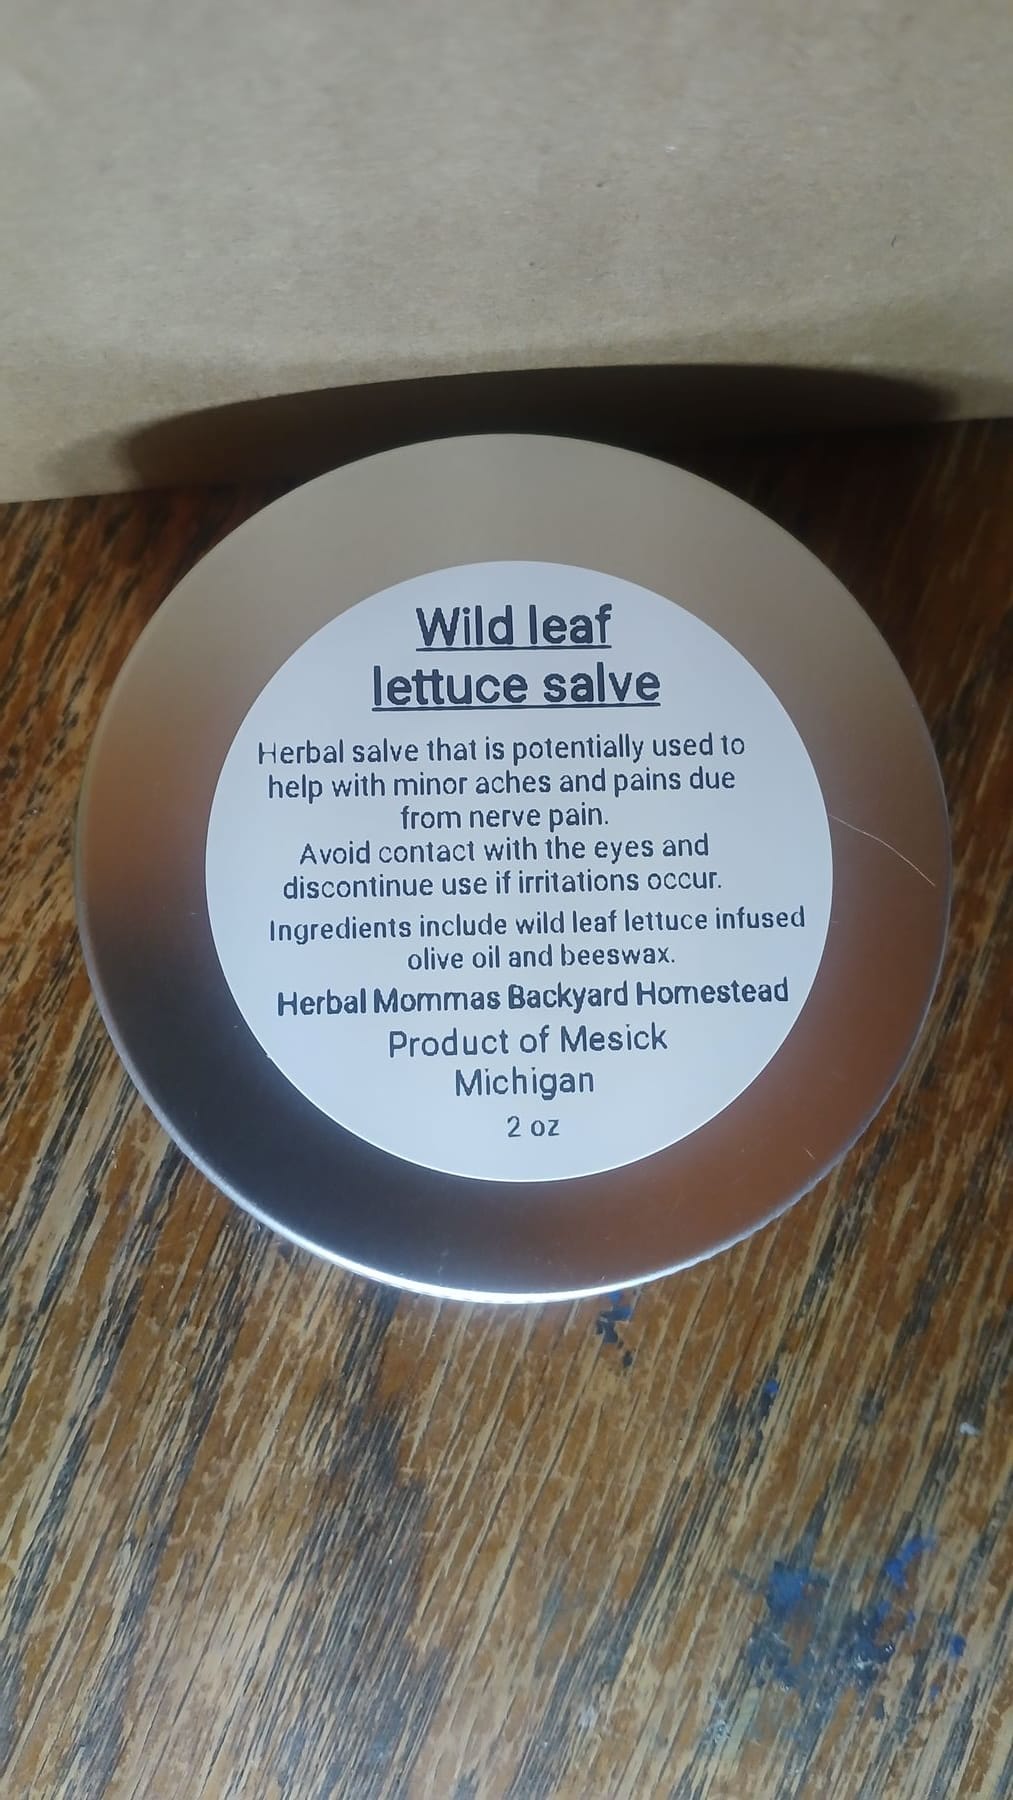 Wild leaf
lettuce salve
Herbal salve that is potentially used to
help with minor aches and pains due
from nerve pain.
Avoid contact with the eyes and
discontinue use if irritations occur.
Ingredients include wild leaf lettuce infused
olive oil and beeswax.
Herbal Mommas Backyard Homestead
Product of Mesick
Michigan
2 oz